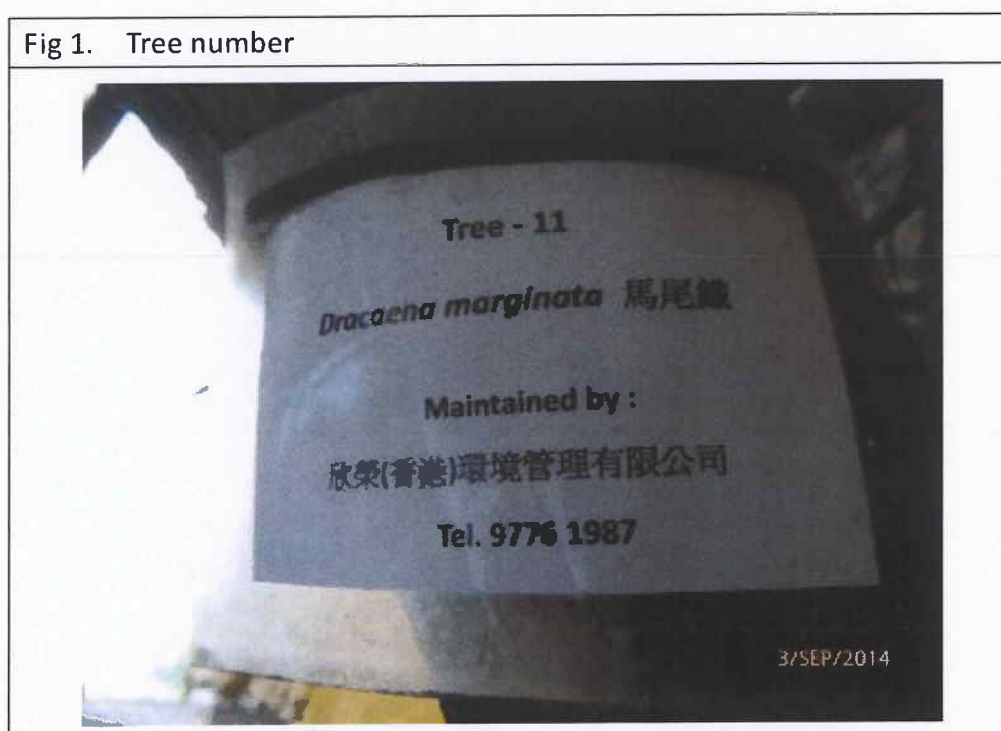 Fig 1. Tree number
Tree - 11
Dracaena marginata 馬尾鐵
Maintained by :
欣榮(香港)環境管理有限公司
Tel. 9776 1987
3/SEP/2014